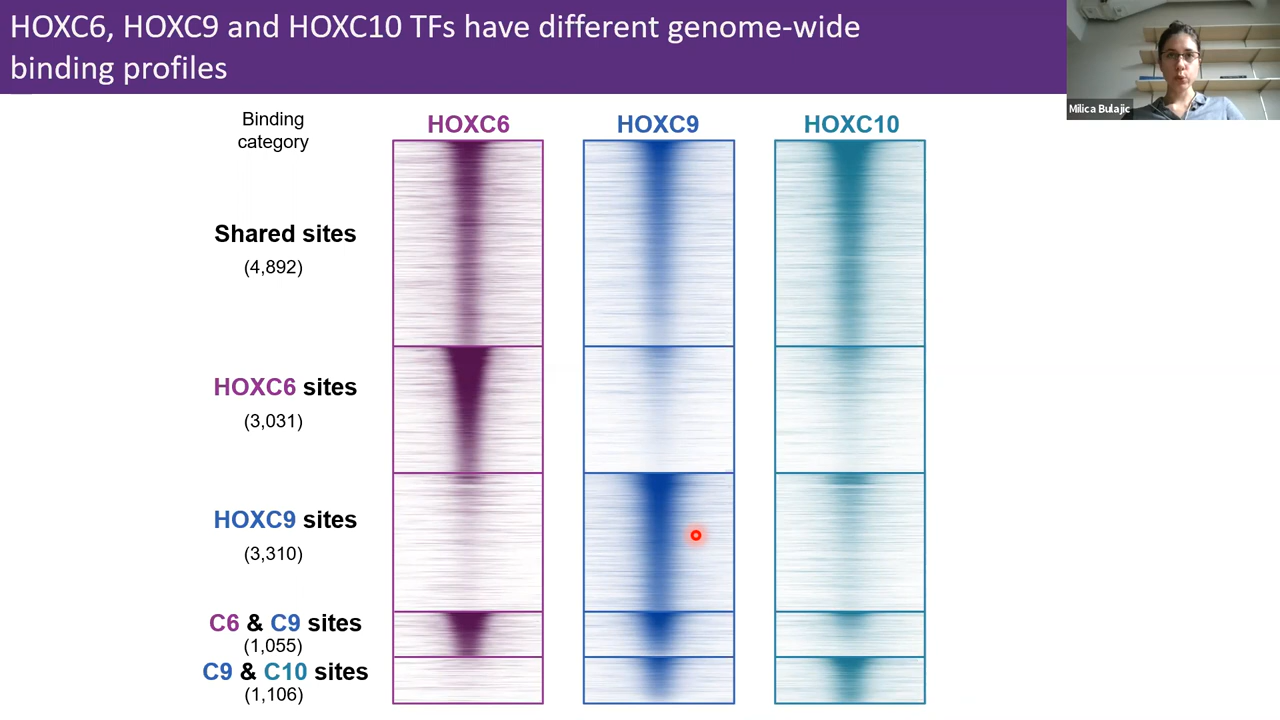 HOXC6, HOXC9 and HOXC10 TFs have different genome-wide
binding profiles
Milica Bulajic
Binding
category
HOXC6
HOXC9
HOXC10
Shared sites
(4,892)
HOXC6 sites
(3,031)
HOXC9 sites
(3,310)
C6 & C9 sites
(1,055)
C9 & C10 sites
(1,106)